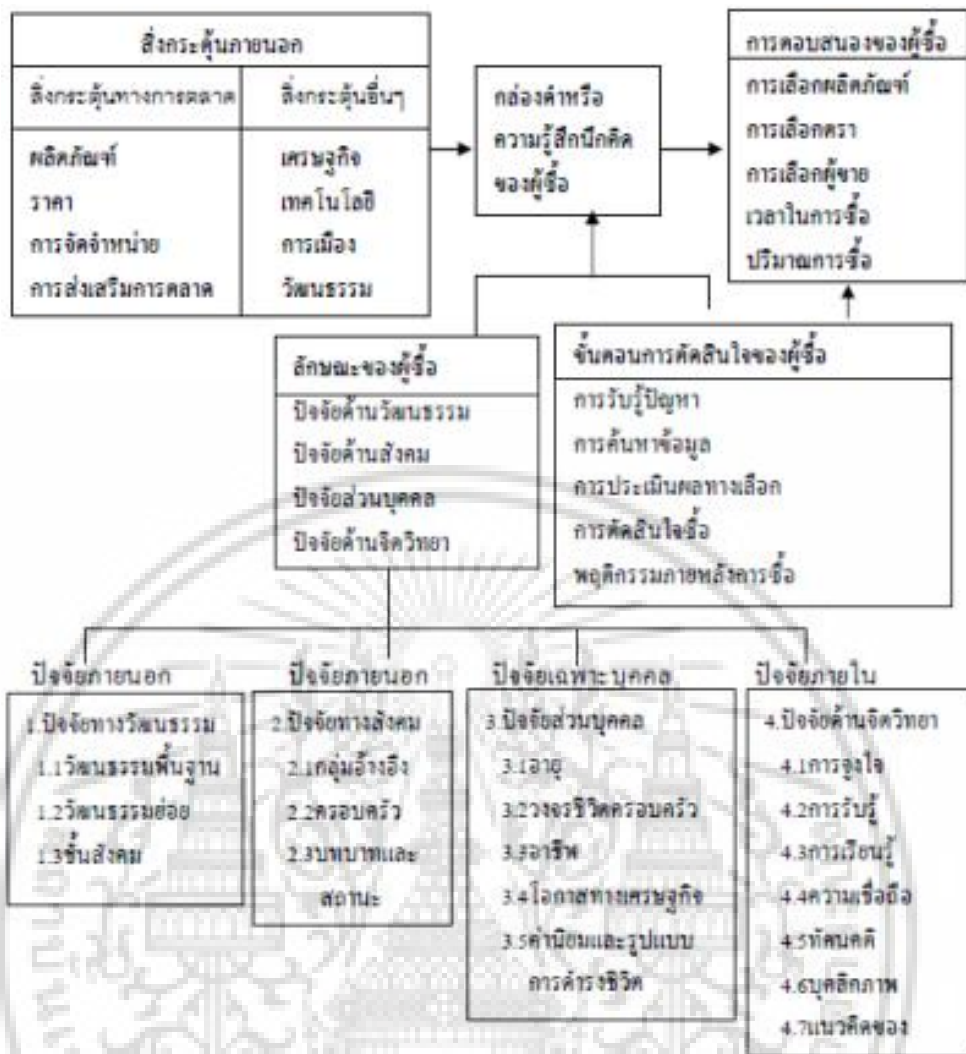 สิ่งกระตุ้นภายนอก
สิ่งกระตุ้นทางการตลาด
ผลิตภัณฑ์
ราคา
การจัดจำหน่าย
การส่งเสริมการตลาด
สิ่งกระตุ้นอื่นๆ
เศรษฐกิจ
เทคโนโลยี
การเมือง
วัฒนธรรม
กล่องดำหรือ
ความรู้สึกนึกคิด
ของผู้ซื้อ
การตอบสนองของผู้ซื้อ
การเลือกผลิตภัณฑ์
การเลือกตรา
การเลือกผู้ขาย
เวลาในการซื้อ
ปริมาณการซื้อ
ลักษณะของผู้ซื้อ
ปัจจัยด้านวัฒนธรรม
ปัจจัยด้านสังคม
ปัจจัยส่วนบุคคล
ปัจจัยด้านจิตวิทยา
ขั้นตอนการตัดสินใจของผู้ซื้อ
การรับรู้ปัญหา
การค้นหาข้อมูล
การประเมินผลทางเลือก
การตัดสินใจซื้อ
พฤติกรรมภายหลังการซื้อ
ปัจจัยภายนอก
1.ปัจจัยทางวัฒนธรรม
1.1วัฒนธรรมพื้นฐาน
1.2วัฒนธรรมย่อย
1.3ชั้นสังคม
ปัจจัยภายนอก
2.ปัจจัยทางสังคม
2.1กลุ่มอ้างอิง
2.2ครอบครัว
2.3บทบาทและ
สถานะ
ปัจจัยเฉพาะบุคคล
3.ปัจจัยส่วนบุคคล
3.1อายุ
3.2วงจรชีวิตครอบครัว
3.3อาชีพ
3.4โอกาสทางเศรษฐกิจ
3.5ค่านิยมและรูปแบบ
การดำรงชีวิต
ปัจจัยภายใน
4.ปัจจัยด้านจิตวิทยา
4.1การจูงใจ
4.2การรับรู้
4.3การเรียนรู้
4.4ความเชื่อถือ
4.5ทัศนคติ
4.6บุคลิกภาพ
4.7แนวคิดของ